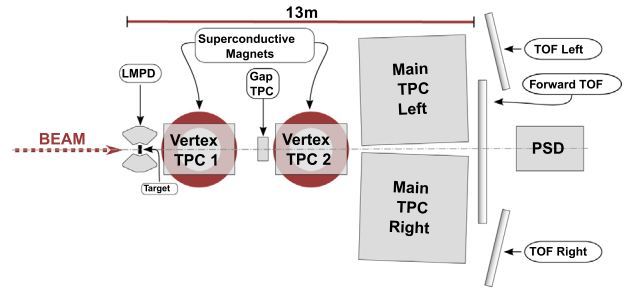 13m
Superconductive
Magnets
TOF Left
LMPD
Gap
TPC
Main
TPC
Left
Forward TOF
BEAM
Vertex
TPC 1
Vertex
TPC 2
PSD
Target
Main
TPC
Right
TOF Right